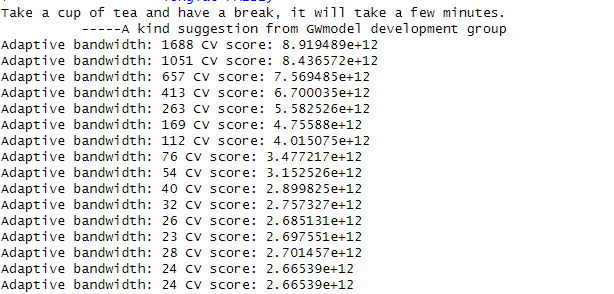 Take a cup of tea and have a break, it will take a few minutes.
-----A kind suggestion from GWmodel development group
Adaptive bandwidth: 1688 CV score: 8.919489e+12
Adaptive bandwidth: 1051 CV score: 8.436572e+12
Adaptive bandwidth: 657 CV score: 7.569485e+12
Adaptive bandwidth: 413 CV score: 6.700035e+12
Adaptive bandwidth: 263 CV score: 5.582526e+12
Adaptive bandwidth: 169 CV score: 4.75588e+12
Adaptive bandwidth: 112 CV score: 4.015075e+12
Adaptive bandwidth: 76 CV score: 3.477217e+12
Adaptive bandwidth: 54 CV score: 3.152526e+12
Adaptive bandwidth: 40 CV score: 2.899825e+12
Adaptive bandwidth: 32 CV score: 2.757327e+12
Adaptive bandwidth: 26 CV score: 2.685131e+12
Adaptive bandwidth: 23 CV score: 2.697551e+12
Adaptive bandwidth: 28 CV score: 2.701457e+12
Adaptive bandwidth: 24 CV score: 2.66539e+12
Adaptive bandwidth: 24 CV score: 2.66539e+12